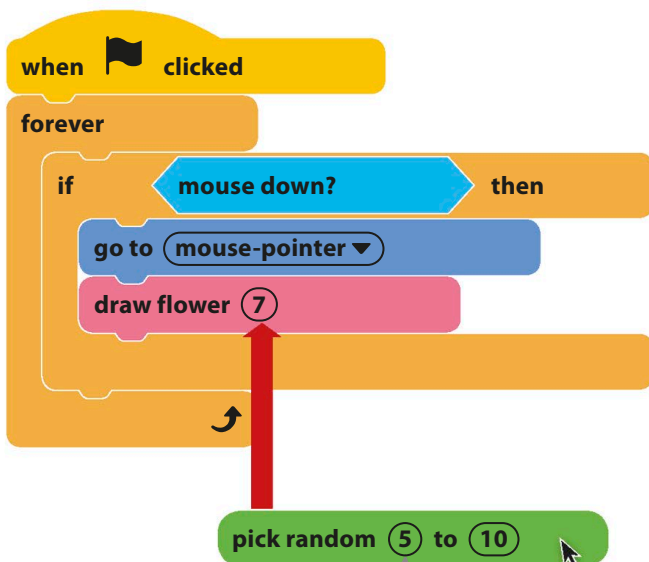 when clicked
forever
if mouse down? then
go to mouse-pointer
draw flower 7
pick random 5 to 10